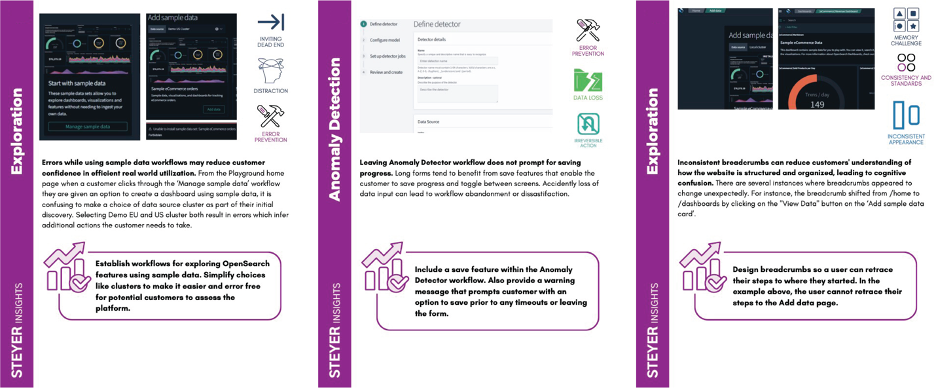 Exploration
STEYER INSIGHTS
Start with sample data
This sample data sets allow you to
explore dashboards, visualizations and
features without needing to ingest your
own data.
Manage sample data
Add sample data
Sample eCommerce orders
INVITING
DEAD END
DISTRACTION
ERROR
PREVENTION
Errors while using sample data workflows may reduce customer
confidence in efficient real world utilization. From the Playground home
page when a customer clicks through the 'Manage sample data' workflow
they are given an option to create a dashboard using sample data, it is
confusing to make a choice of data source cluster as part of their initial
discovery. Selecting Demo EU and US cluster both result in errors which infer
additional actions the customer needs to take.
Establish workflows for exploring OpenSearch
features using sample data. Simplify choices
like clusters to make it easier and error free
for potential customers to assess the
platform.
Anomaly Detection
STEYER INSIGHTS
Define detector
Configure model
Set up detector jobs
Review and create
Define detector
Detector details
Name
Data Source
ERROR
PREVENTION
DATA LOSS
IRREVERSIBLE
ACTION
Leaving Anomaly Detector workflow does not prompt for saving
progress. Long forms tend to benefit from save features that enable the
customer to save progress and toggle between screens. Accidently loss of
data input can lead to workflow abandonment or dissastifaction.
Include a save feature within the Anomaly
Detector workflow. Also provide a warning
message that prompts customer with an
option to save prior to any timeouts or leaving
the form.
Exploration
STEYER INSIGHTS
Add sample data
Sample eCommerce Data
Trans / day
149
MEMORY
CHALLENGE
CONSISTENCY AND
STANDARDS
INCONSISTENT
APPEARANCE
Inconsistent breadcrumbs can reduce customers' understanding of
how the website is structured and organized, leading to cognitive
confusion. There are several instances where breadcrumbs appeared to
change unexpectedly. For instance, the breadcrumb shifted from /home to
/dashboards by clicking on the "View Data" button on the 'Add sample data
card'.
Design breadcrumbs so a user can retrace
their steps to where they started. In the
example above, the user cannot retrace their
steps to the Add data page.